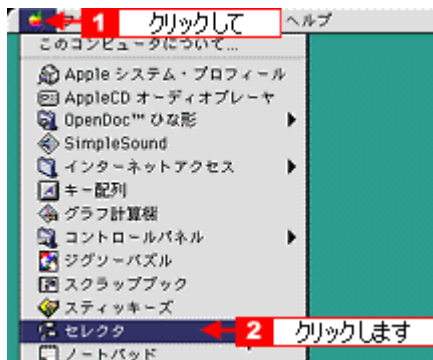 1 クリックして ヘルプ
このコンピュータについて...
Apple システム・プロフィール
AppleCD オーディオプレーヤ
OpenDoc™ ひな形
SimpleSound
インターネットアクセス
キー配列
グラフ計算機
コントロールパネル
ジグソーパズル
スクラップブック
スティッキーズ
セレクタ 2 クリックします
ノートパッド